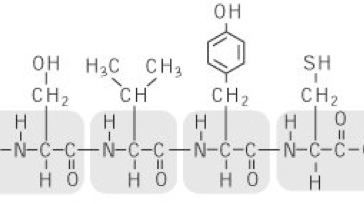 OH
OH H3C CH3 SH
CH2 CH CH2 CH2
H H H H O
–N–C–C–N–C–C–N–C–C–N–C–C–
H O H O H O H